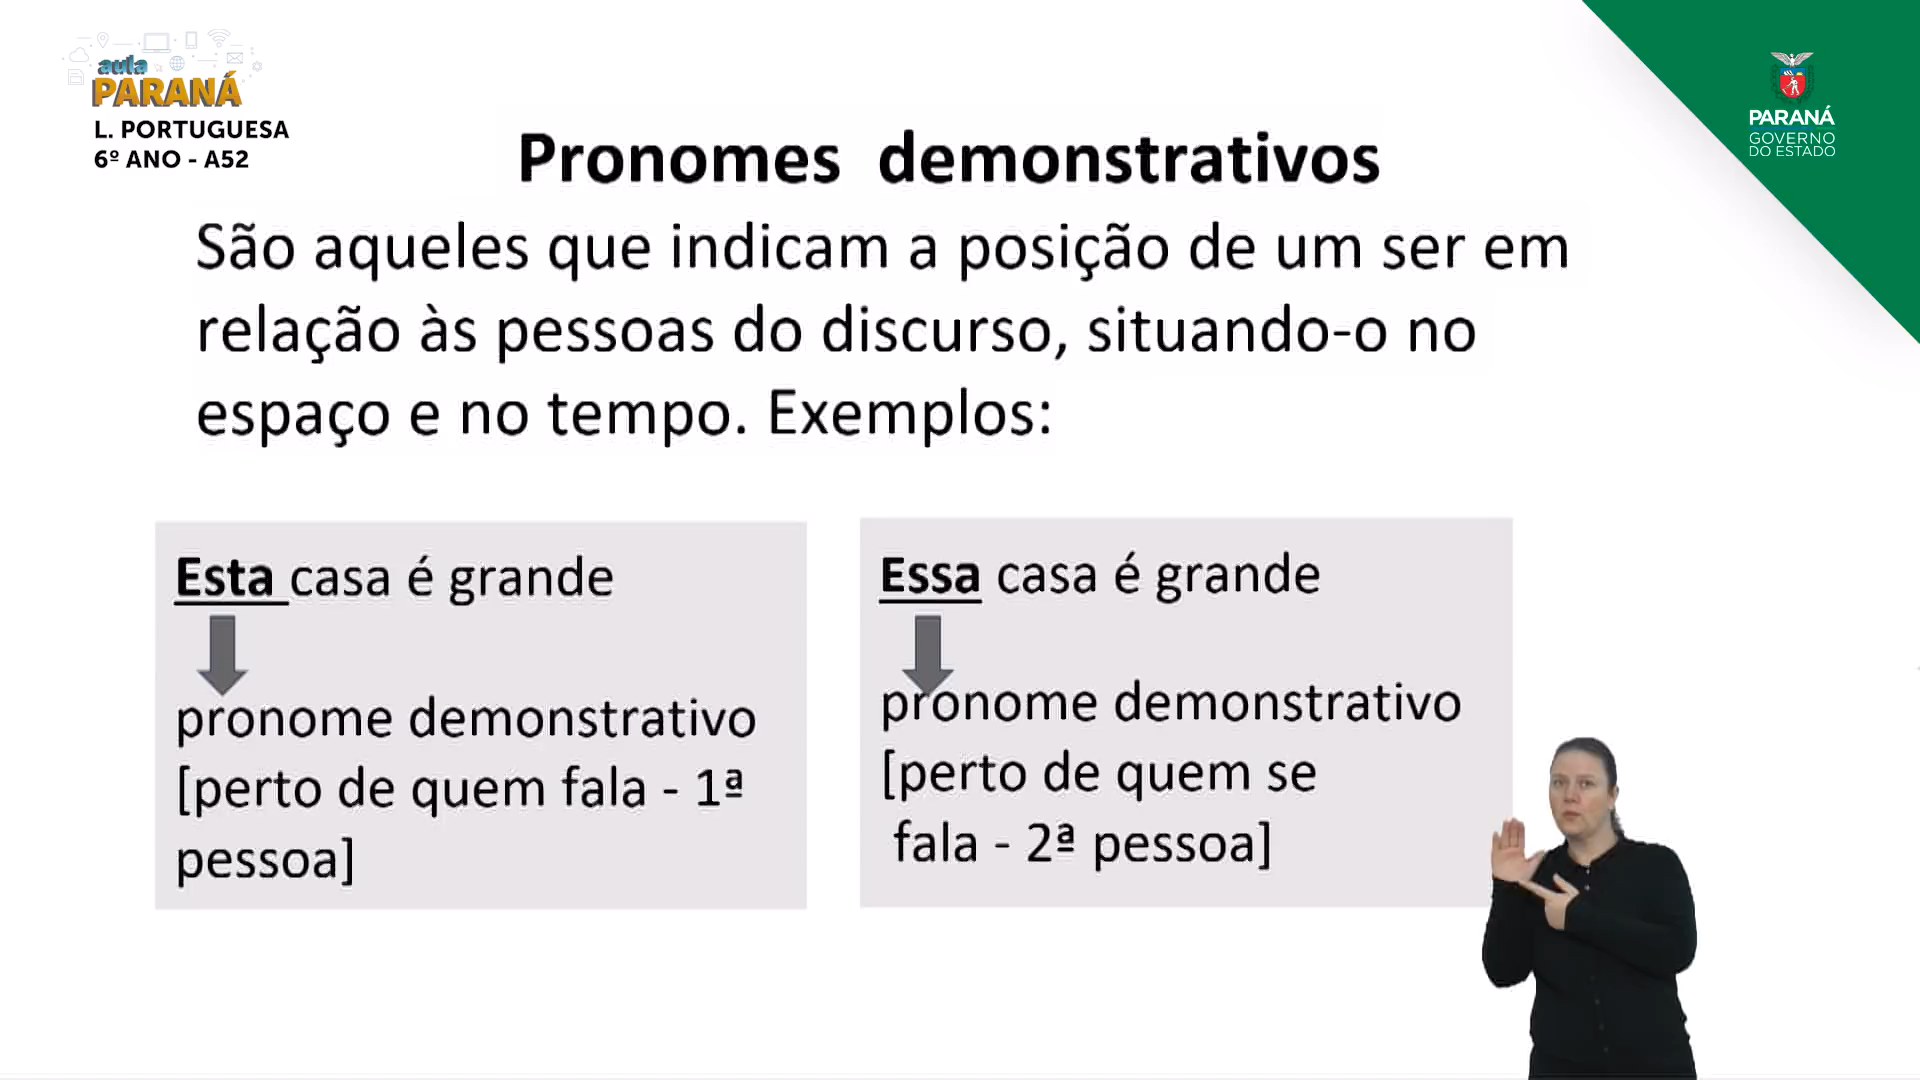 aula
PARANÁ
L. PORTUGUESA
6º ANO - A52
PARANÁ
GOVERNO
DO ESTADO
Pronomes demonstrativos
São aqueles que indicam a posição de um ser em
relação às pessoas do discurso, situando-o no
espaço e no tempo. Exemplos:
Esta casa é grande
pronome demonstrativo
[perto de quem fala - 1ª
pessoa]
Essa casa é grande
pronome demonstrativo
[perto de quem se
fala - 2ª pessoa]